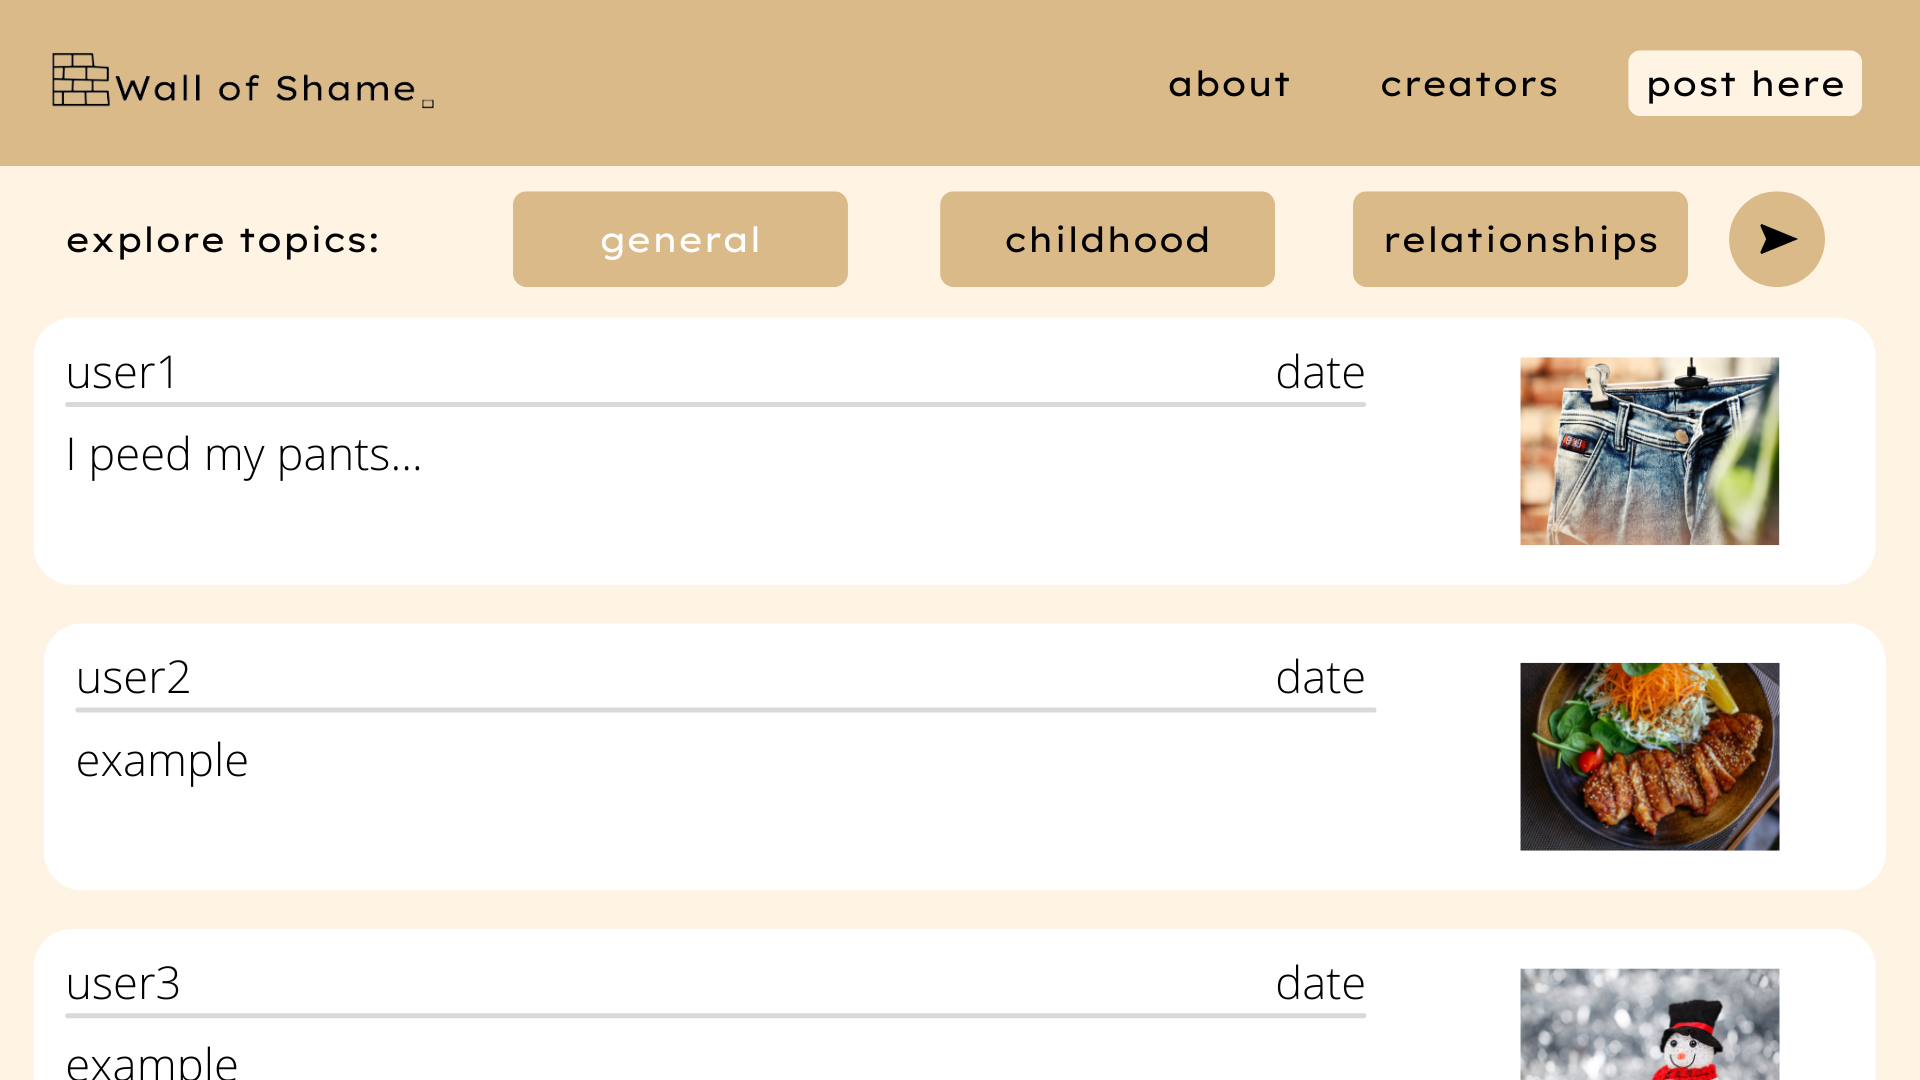 Wall of Shame
about
creators
post here
explore topics:
general
childhood
relationships
user1
date
I peed my pants...
user2
date
example
user3
date
example